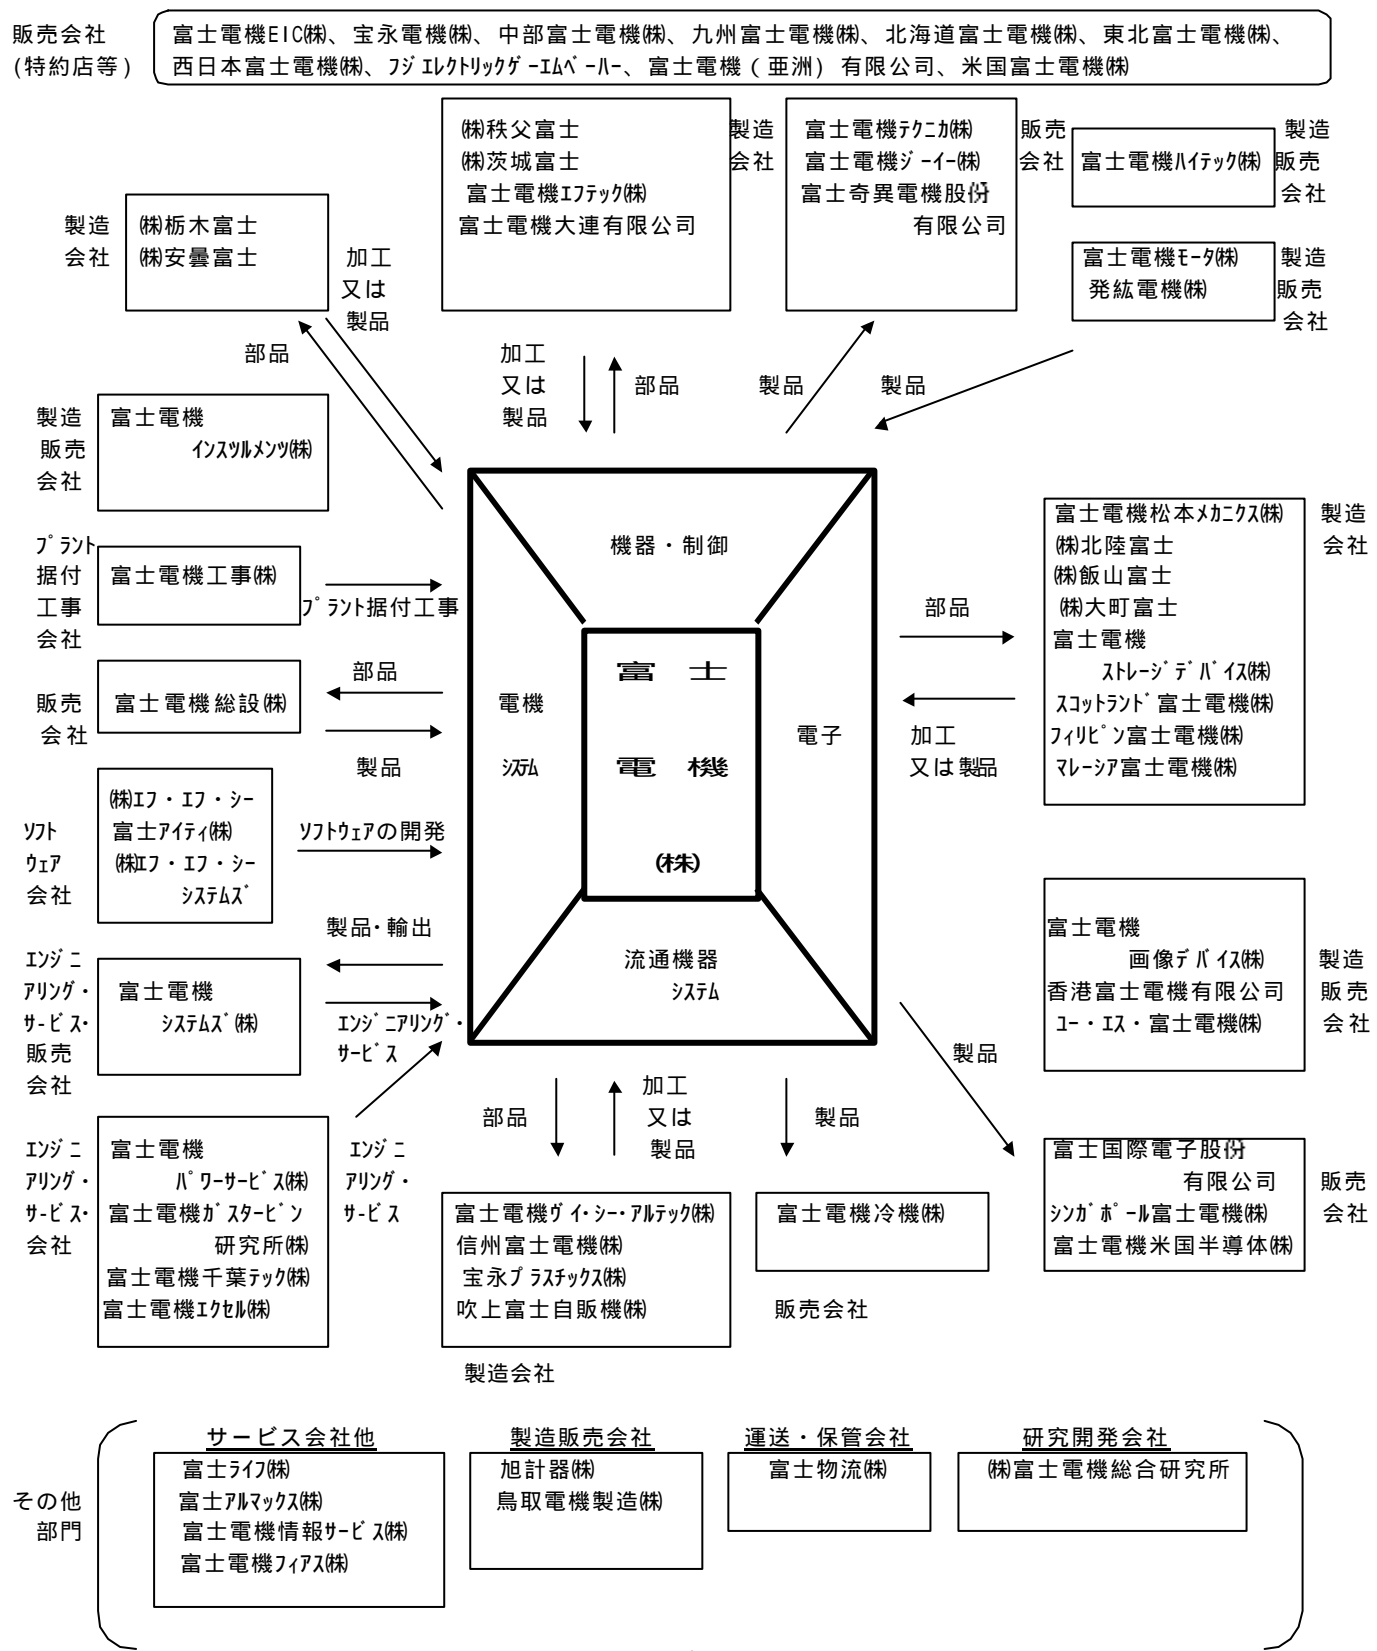 販売会社
(特約店等)
富士電機EIC㈱、宝永電機㈱、中部富士電機㈱、九州富士電機㈱、北海道富士電機㈱、東北富士電機㈱、
西日本富士電機㈱、フジエレクトリックゲーエムベーハー、富士電機（亜洲）有限公司、米国富士電機㈱
㈱秩父富士
㈱茨城富士
富士電機エフテック㈱
富士電機大連有限公司
製造
会社
富士電機テクニカ㈱
富士電機ジーイー㈱
富士奇異電機股份
有限公司
販売
会社
富士電機ハイテック㈱
製造
販売
会社
富士電機モータ㈱
発紘電機㈱
製造
販売
会社
製造
会社
㈱栃木富士
㈱安曇富士
加工
又は
製品
部品
加工
又は
製品
部品
製品
製品
製造
販売
会社
富士電機
インスツルメンツ㈱
プラント
据付
工事
会社
富士電機工事㈱
プラント据付工事
販売
会社
富士電機総設㈱
部品
製品
ソフト
ウェア
会社
㈱エフ・エフ・シー
富士アイティ㈱
㈱エフ・エフ・シー
システムズ
ソフトウェアの開発
製品・輸出
エンジニ
アリング・
サービス・
販売
会社
富士電機
システムズ㈱
エンジニアリング・
サービス
エンジニ
アリング・
サービス・
会社
富士電機
パワーサービス㈱
富士電機ガスタービン
研究所㈱
富士電機千葉テック㈱
富士電機エクセル㈱
エンジニ
アリング・
サービス
機器・制御
電機
システム
富士
電機
㈱
電子
流通機器
システム
部品
加工
又は製品
富士電機松本メカニクス㈱
㈱北陸富士
㈱飯山富士
㈱大町富士
富士電機
ストレージデバイス㈱
スコットランド富士電機㈱
フィリピン富士電機㈱
マレーシア富士電機㈱
製造
会社
富士電機
画像デバイス㈱
香港富士電機有限公司
ユー・エス・富士電機㈱
製造
販売
会社
製品
富士国際電子股份
有限公司
シンガポール富士電機㈱
富士電機米国半導体㈱
販売
会社
部品
加工
又は
製品
製品
富士電機ヴイ・シー・アルテック㈱
信州富士電機㈱
宝永プラスチックス㈱
吹上富士自販機㈱
製造会社
富士電機冷機㈱
販売会社
その他
部門
サービス会社他
富士ライフ㈱
富士アルマックス㈱
富士電機情報サービス㈱
富士電機フィアス㈱
製造販売会社
旭計器㈱
鳥取電機製造㈱
運送・保管会社
富士物流㈱
研究開発会社
㈱富士電機総合研究所